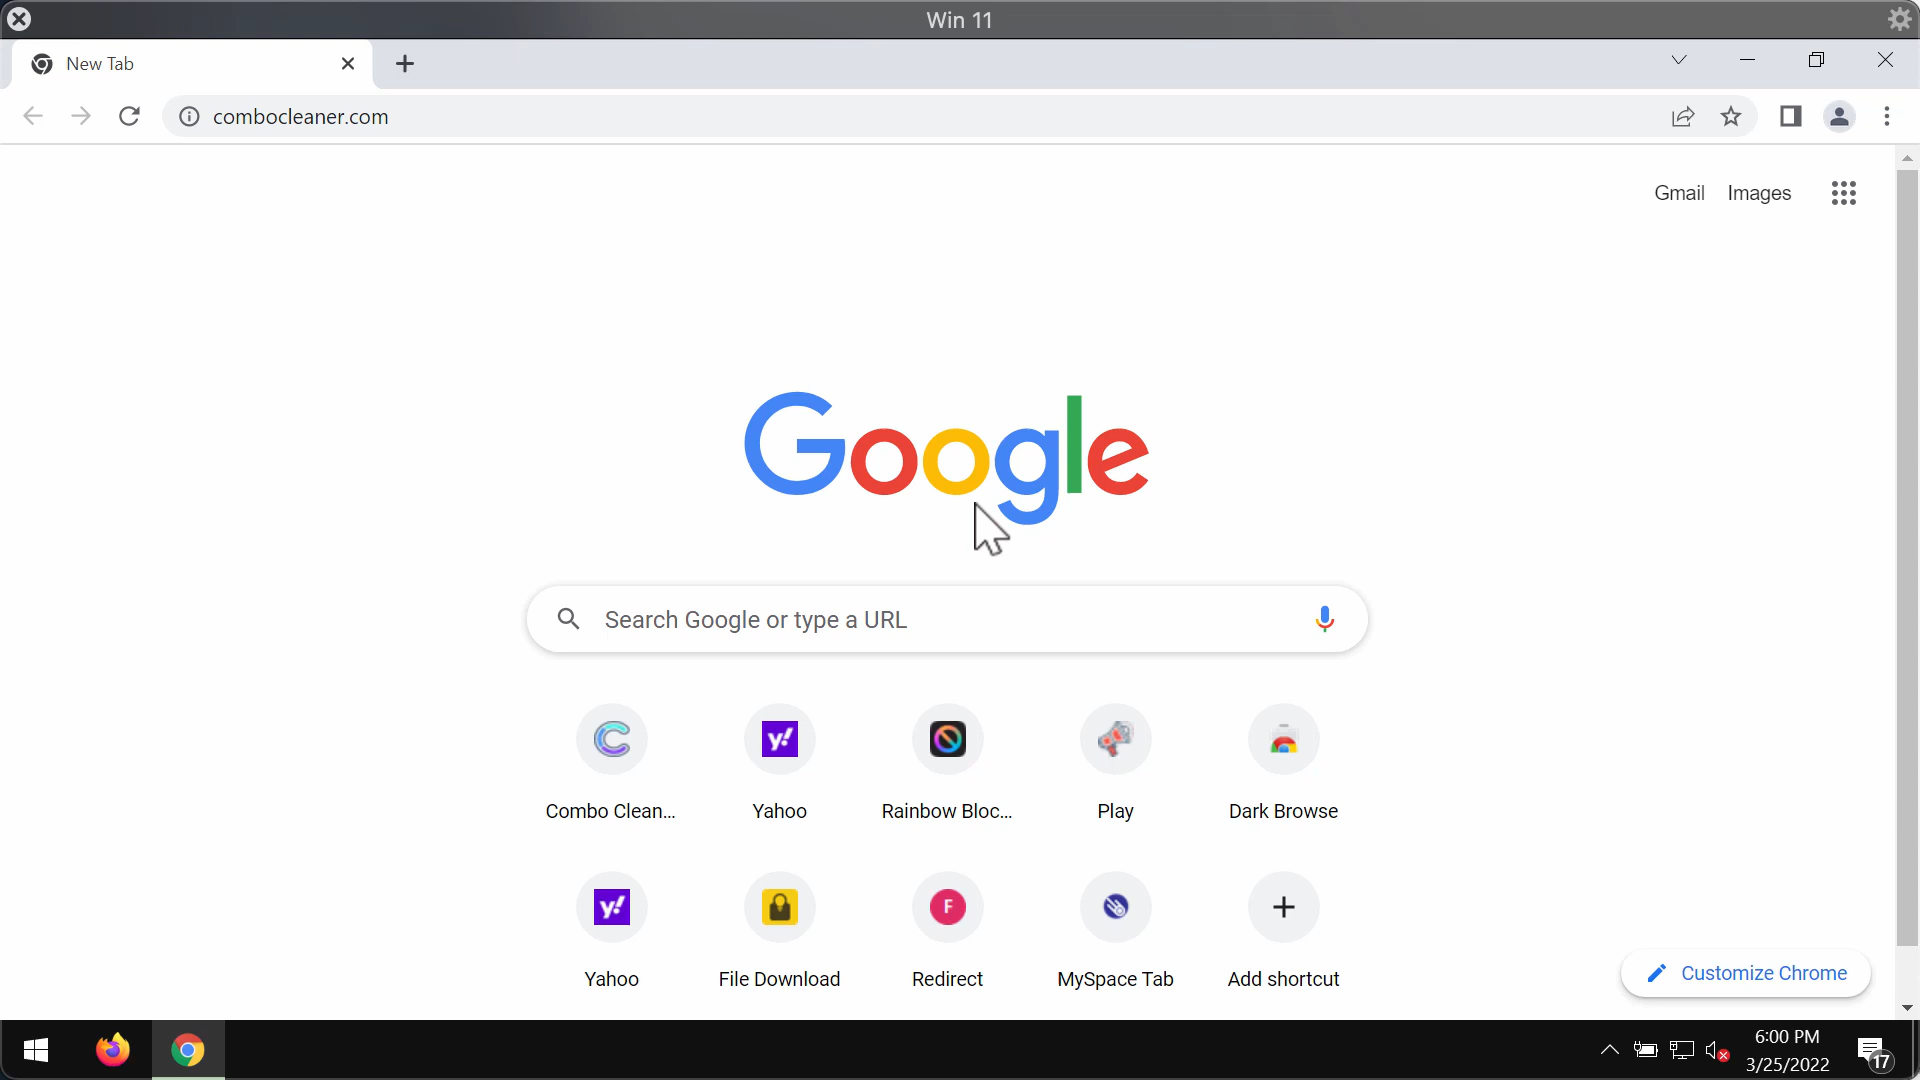 Win 11
New Tab
combocleaner.com
Gmail Images
Google
Search Google or type a URL
Combo Clean... Yahoo Rainbow Bloc... Play Dark Browse
Yahoo File Download Redirect MySpace Tab Add shortcut
Customize Chrome
6:00 PM
3/25/2022
17